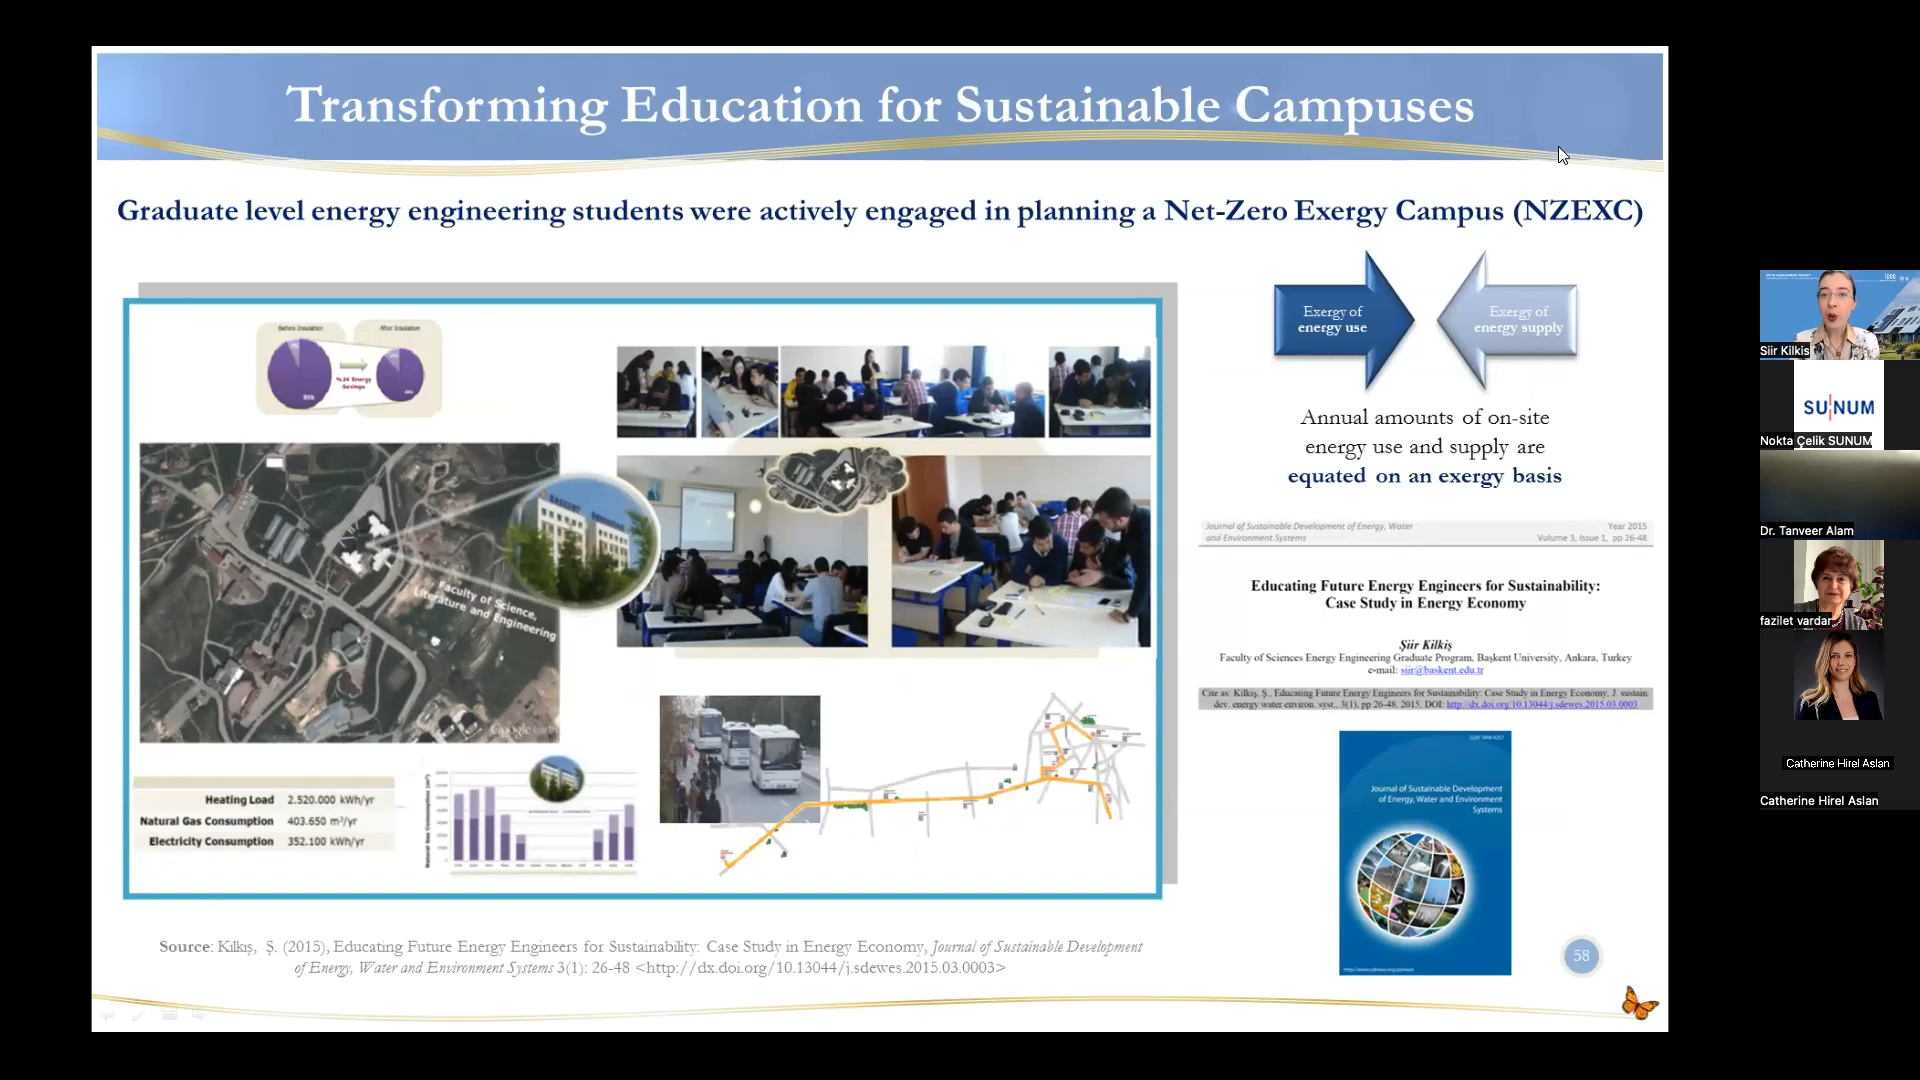 Transforming Education for Sustainable Campuses
Graduate level energy engineering students were actively engaged in planning a Net-Zero Exergy Campus (NZEXC)
Before Insulation
After Insulation
%24 Energy
Savings
Faculty of Science,
Literature and Engineering
Heating Load 2.520.000 kWh/yr
Natural Gas Consumption 403.650 m³/yr
Electricity Consumption 352.100 kWh/yr
Exergy of
energy use
Exergy of
energy supply
Annual amounts of on-site
energy use and supply are
equated on an exergy basis
Journal of Sustainable Development of Energy, Water
and Environment Systems
Year 2015
Volume 3, Issue 1, pp 26-48
Educating Future Energy Engineers for Sustainability:
Case Study in Energy Economy
Şiir Kilkiş
Faculty of Sciences Energy Engineering Graduate Program, Başkent University, Ankara, Turkey
e-mail: siir@baskent.edu.tr
Cite as: Kilkış, Ş., Educating Future Energy Engineers for Sustainability: Case Study in Energy Economy, J. sustain.
dev. energy water environ. syst., 3(1), pp 26-48, 2015, DOI: http://dx.doi.org/10.13044/j.sdewes.2015.03.0003
Journal of Sustainable Development
of Energy, Water and Environment
Systems
Source: Kılkış, Ş. (2015), Educating Future Energy Engineers for Sustainability: Case Study in Energy Economy, Journal of Sustainable Development
of Energy, Water and Environment Systems 3(1): 26-48 <http://dx.doi.org/10.13044/j.sdewes.2015.03.0003>
58
Siir Kilkis
SUNUM
Nokta Çelik SUNUM
Dr. Tanveer Alam
fazilet vardar
Catherine Hirel Aslan
Catherine Hirel Aslan